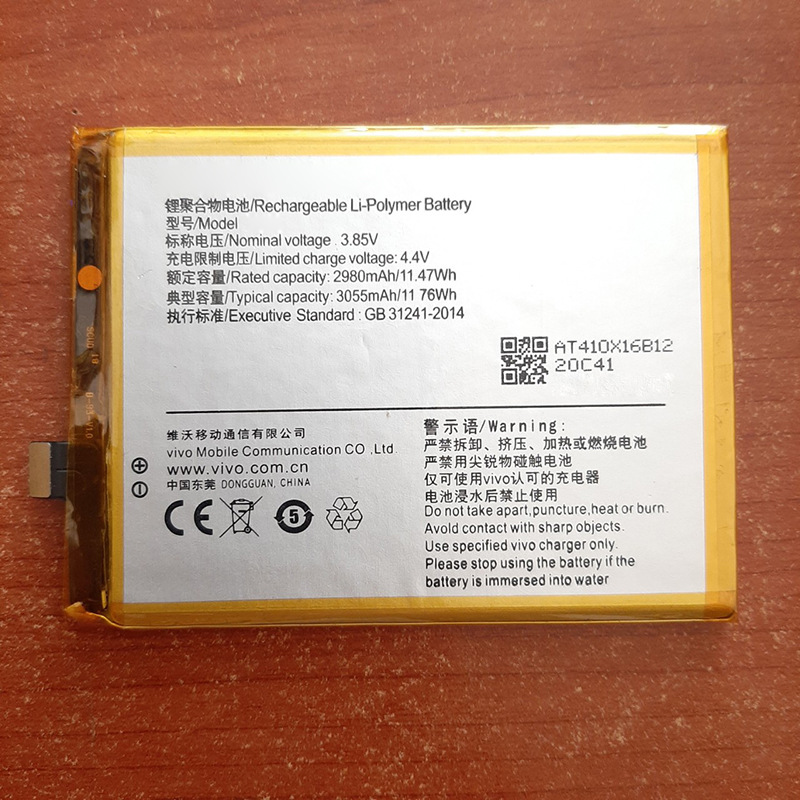 锂聚合物电池/Rechargeable Li-Polymer Battery
型号/Model
标称电压/Nominal voltage 3.85V
充电限制电压/Limited charge voltage: 4.4V
额定容量/Rated capacity: 2980mAh/11.47Wh
典型容量/Typical capacity: 3055mAh/11 76Wh
执行标准/Executive Standard : GB 31241-2014
AT410X16B12
20C41
维沃移动通信有限公司
vivo Mobile Communication CO .,Ltd.
www.vivo.com.cn
中国东莞 DONGGUAN, CHINA
CE
5
警示语/Warning:
严禁拆卸、挤压、加热或燃烧电池
严禁用尖锐物碰触电池
仅可使用vivo认可的充电器
电池浸水后禁止使用
Do not take apart,puncture,heat or burn.
Avoid contact with sharp objects.
Use specified vivo charger only.
Please stop using the battery if the
battery is immersed into water